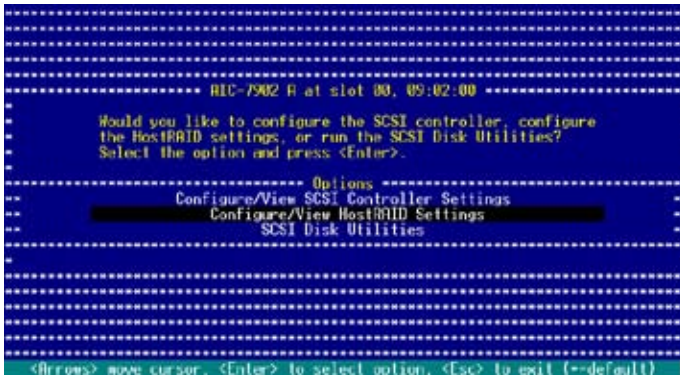 AIC-7902 A at slot 00, 09:02:00
Would you like to configure the SCSI controller, configure
the HostRAID settings, or run the SCSI Disk Utilities?
Select the option and press <Enter>.
Options
Configure/View SCSI Controller Settings
Configure/View HostRAID Settings
SCSI Disk Utilities
<Arrows> move cursor, <Enter> to select option, <Esc> to exit (*=default)